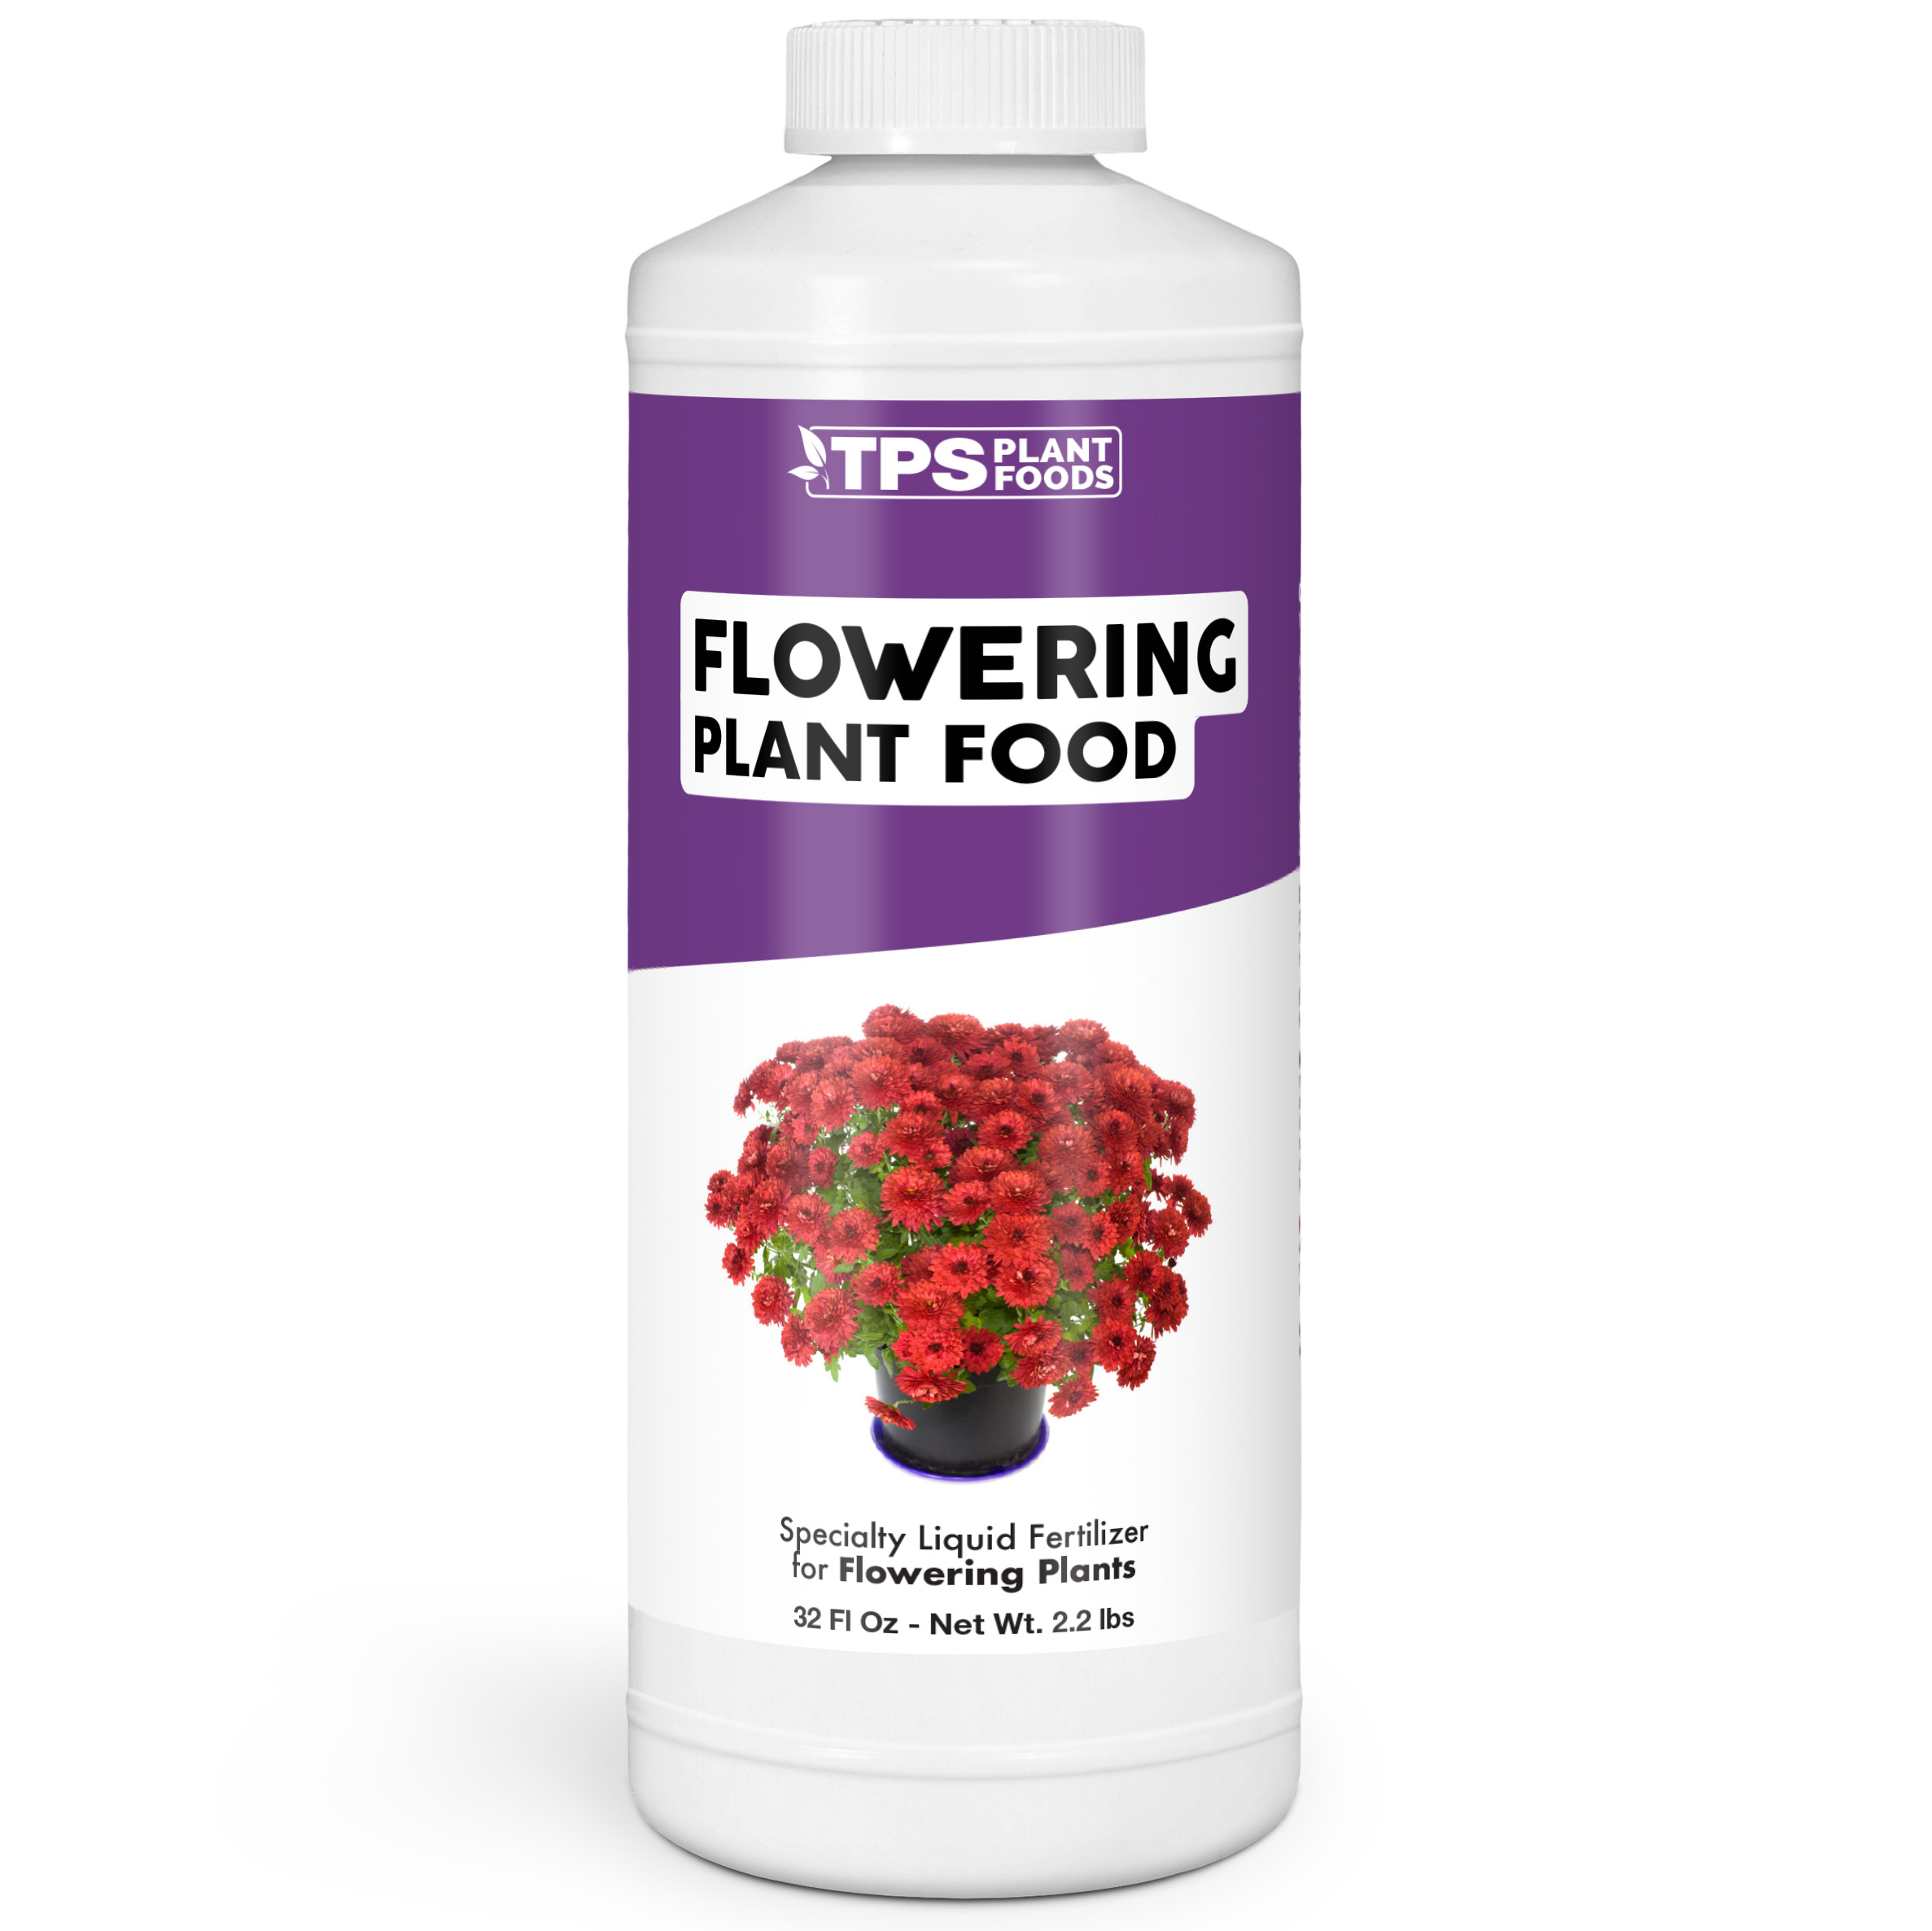 TPS PLANT FOODS
FLOWERING
PLANT FOOD
Specialty Liquid Fertilizer
for Flowering Plants
32 Fl Oz - Net Wt. 2.2 lbs